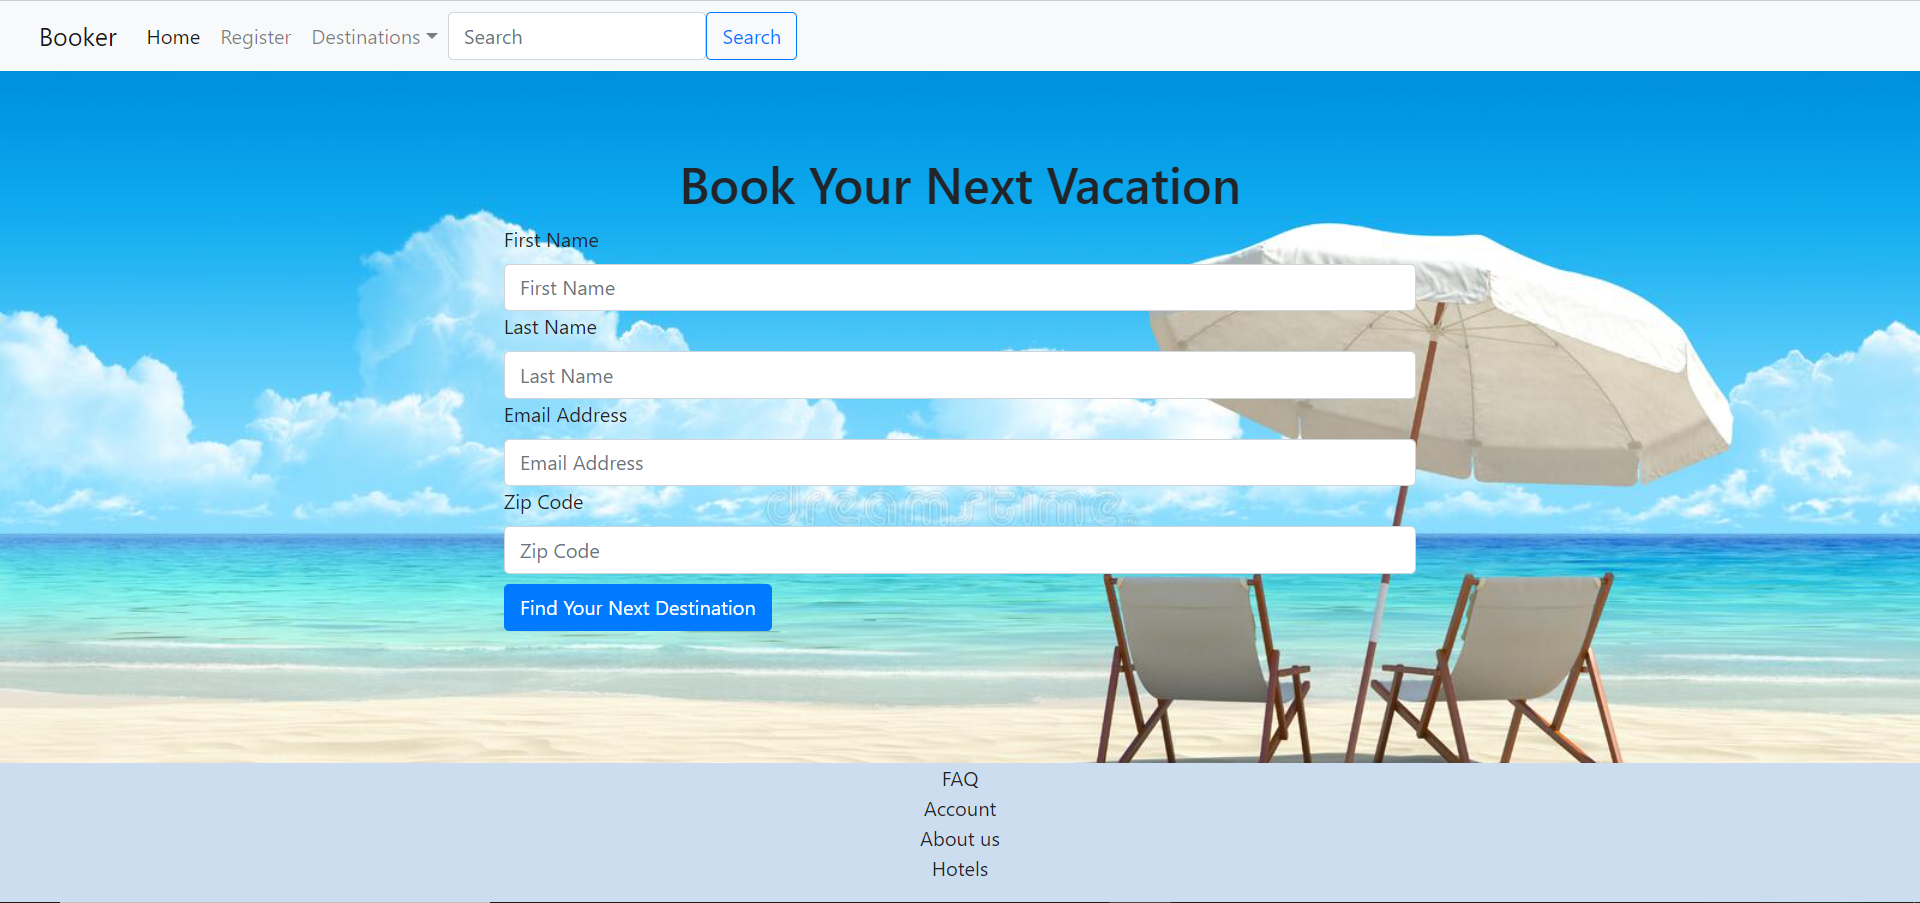 Booker Home Register Destinations Search Search
Book Your Next Vacation
First Name
First Name
Last Name
Last Name
Email Address
Email Address
dreamstime
Zip Code
Zip Code
Find Your Next Destination
FAQ
Account
About us
Hotels